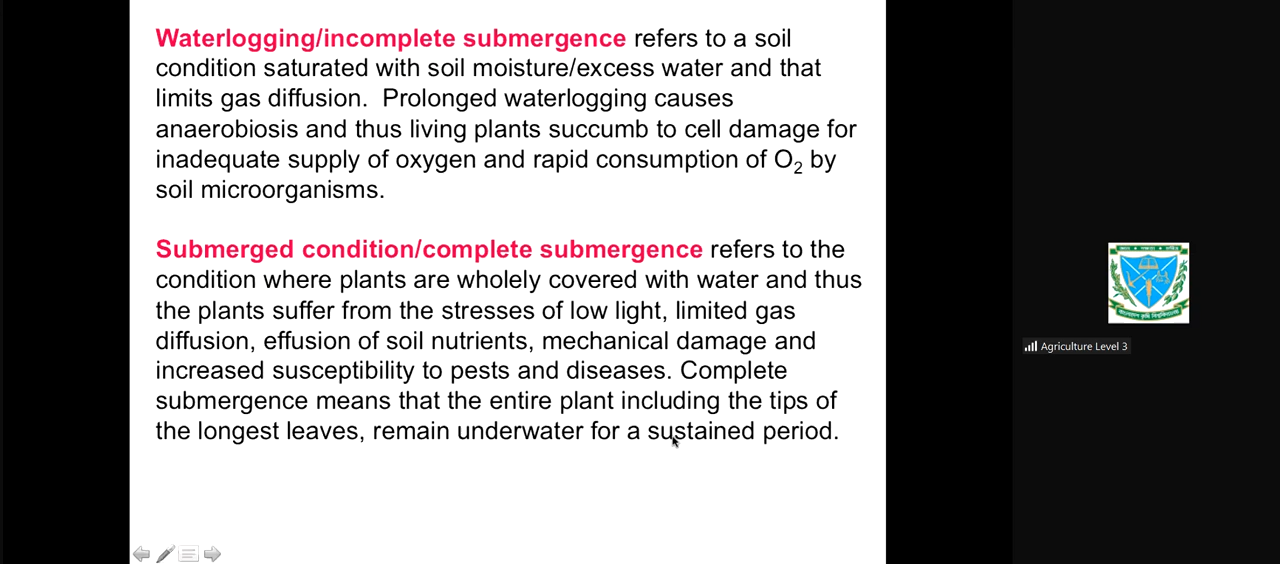 Waterlogging/incomplete submergence refers to a soil
condition saturated with soil moisture/excess water and that
limits gas diffusion.  Prolonged waterlogging causes
anaerobiosis and thus living plants succumb to cell damage for
inadequate supply of oxygen and rapid consumption of O₂ by
soil microorganisms.
Submerged condition/complete submergence refers to the
condition where plants are wholely covered with water and thus
the plants suffer from the stresses of low light, limited gas
diffusion, effusion of soil nutrients, mechanical damage and
increased susceptibility to pests and diseases. Complete
submergence means that the entire plant including the tips of
the longest leaves, remain underwater for a sustained period.
Agriculture Level 3